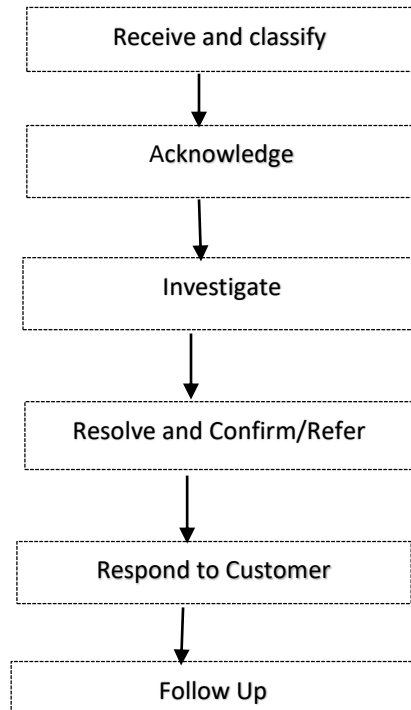 Receive and classify
Acknowledge
Investigate
Resolve and Confirm/Refer
Respond to Customer
Follow Up